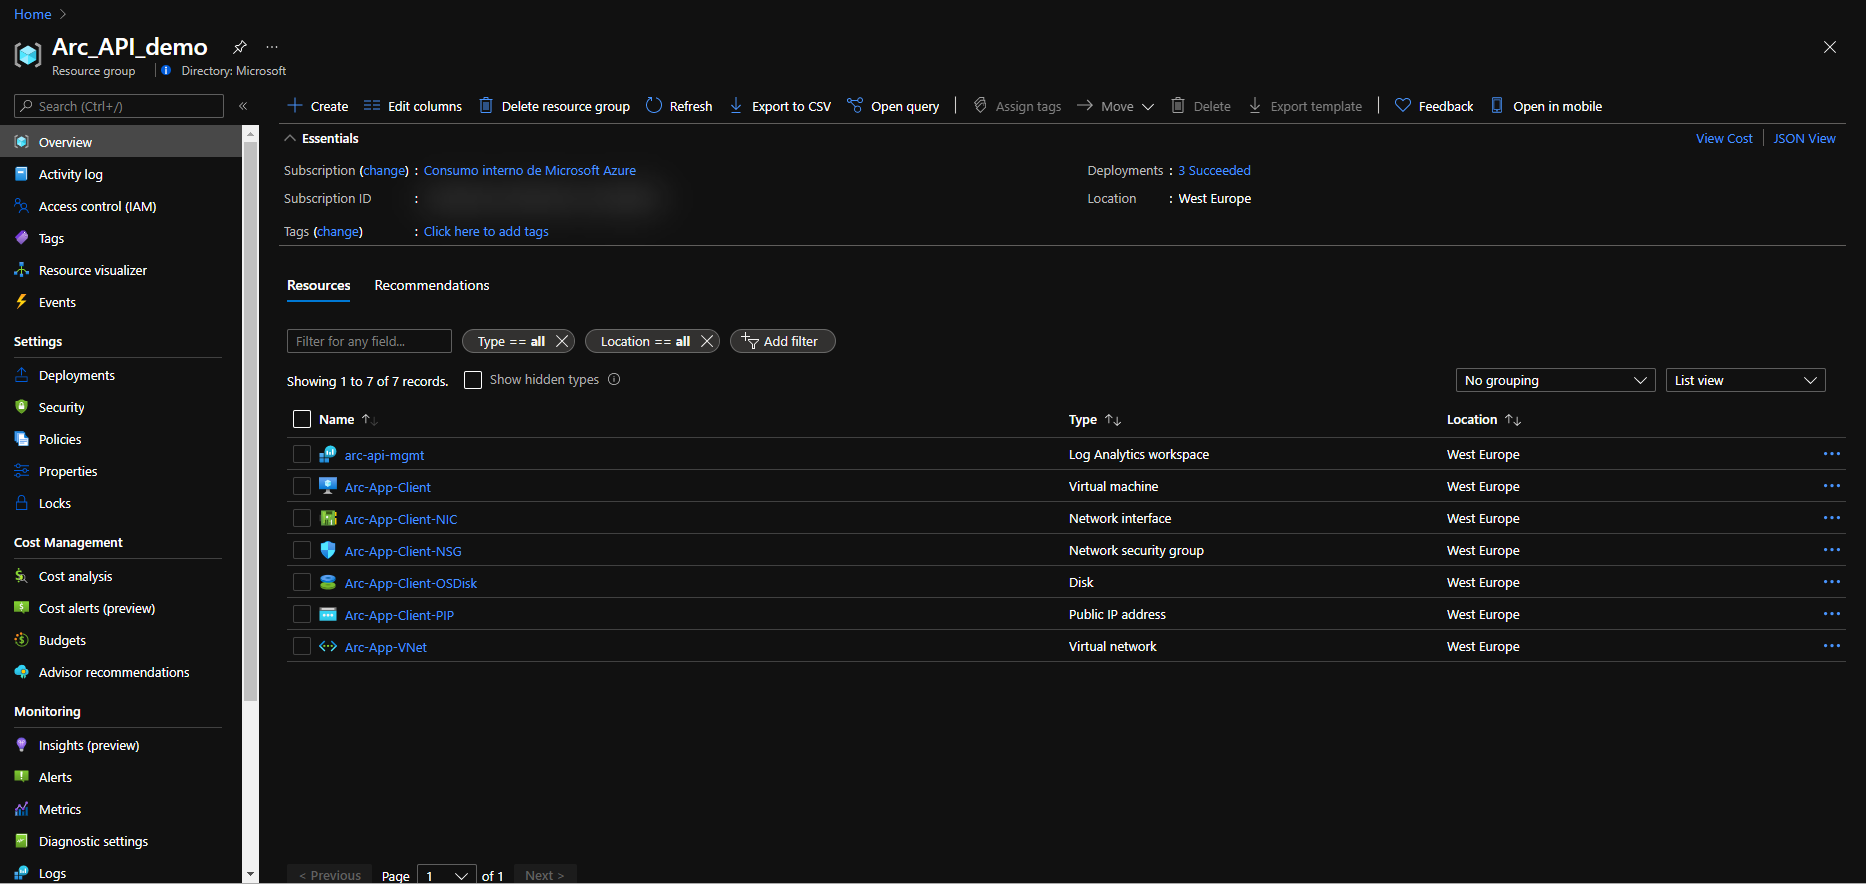 Home >
Arc_API_demo ...
Resource group | Directory: Microsoft
Search (Ctrl+/) «
Create Edit columns Delete resource group Refresh Export to CSV Open query | Assign tags Move Delete Export template | Feedback Open in mobile
Overview
Activity log
Access control (IAM)
Tags
Resource visualizer
Events
Settings
Deployments
Security
Policies
Properties
Locks
Cost Management
Cost analysis
Cost alerts (preview)
Budgets
Advisor recommendations
Monitoring
Insights (preview)
Alerts
Metrics
Diagnostic settings
Logs
Essentials View Cost | JSON View
Subscription (change) : Consumo interno de Microsoft Azure Deployments : 3 Succeeded
Subscription ID : Location : West Europe
Tags (change) : Click here to add tags
Resources Recommendations
Filter for any field... Type == all Location == all Add filter
Showing 1 to 7 of 7 records. Show hidden types No grouping List view
Name Type Location
arc-api-mgmt Log Analytics workspace West Europe ...
Arc-App-Client Virtual machine West Europe ...
Arc-App-Client-NIC Network interface West Europe ...
Arc-App-Client-NSG Network security group West Europe ...
Arc-App-Client-OSDisk Disk West Europe ...
Arc-App-Client-PIP Public IP address West Europe ...
Arc-App-VNet Virtual network West Europe ...
< Previous Page 1 of 1 Next >